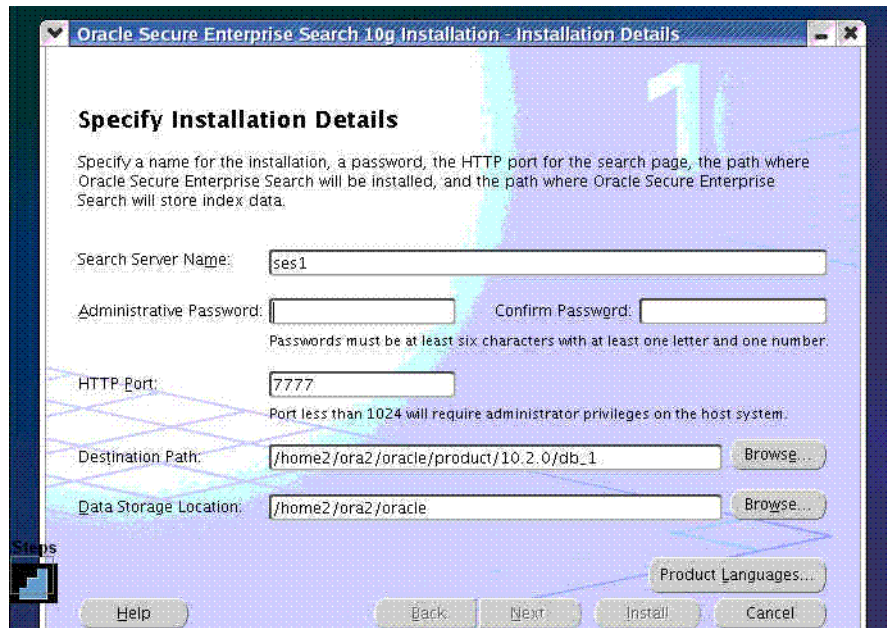 Oracle Secure Enterprise Search 10g Installation - Installation Details
10
Specify Installation Details
Specify a name for the installation, a password, the HTTP port for the search page, the path where
Oracle Secure Enterprise Search will be installed, and the path where Oracle Secure Enterprise
Search will store index data.
Search Server Name: ses1
Administrative Password: Confirm Password:
Passwords must be at least six characters with at least one letter and one number.
HTTP Port: 7777
Port less than 1024 will require administrator privileges on the host system.
Destination Path: /home2/ora2/oracle/product/10.2.0/db_1 Browse...
Data Storage Location: /home2/ora2/oracle Browse...
Steps
Product Languages...
Help Back Next Install Cancel